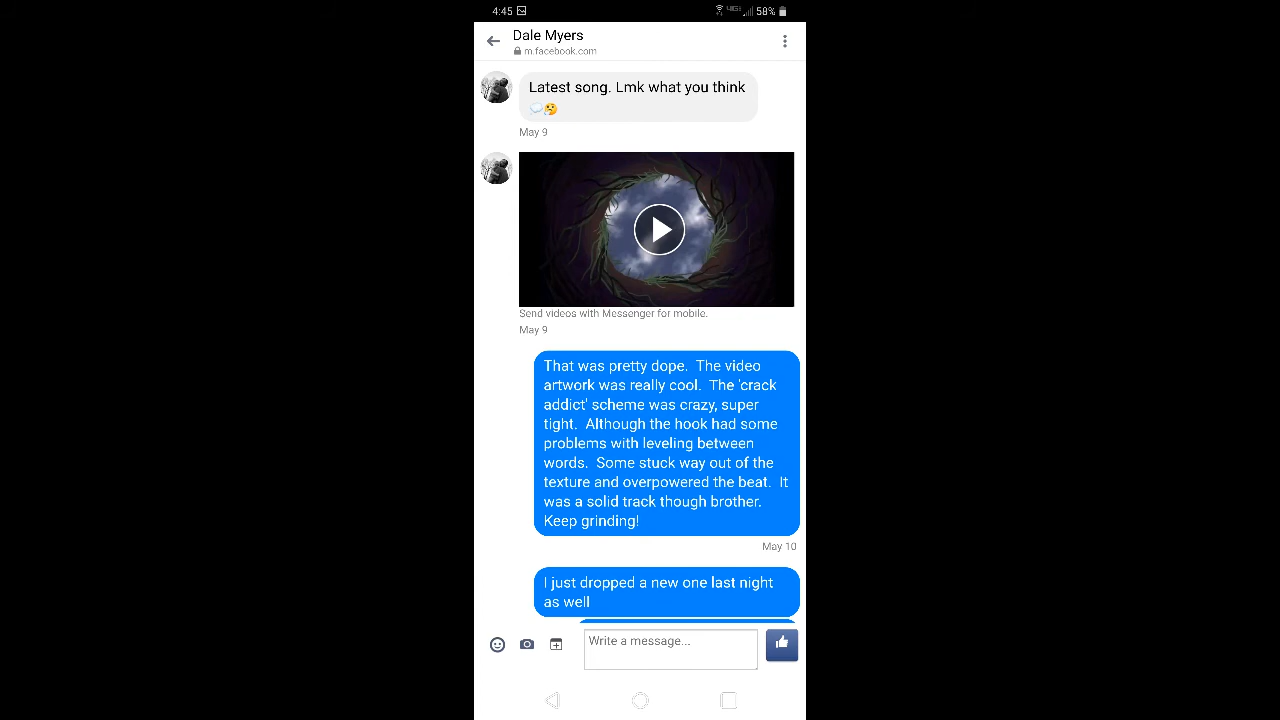 4:45
4GE
58%
Dale Myers
m.facebook.com
Latest song. Lmk what you think
May 9
Send videos with Messenger for mobile.
May 9
That was pretty dope.  The video
artwork was really cool.  The 'crack
addict' scheme was crazy, super
tight.  Although the hook had some
problems with leveling between
words.  Some stuck way out of the
texture and overpowered the beat.  It
was a solid track though brother.
Keep grinding!
May 10
I just dropped a new one last night
as well
Write a message...